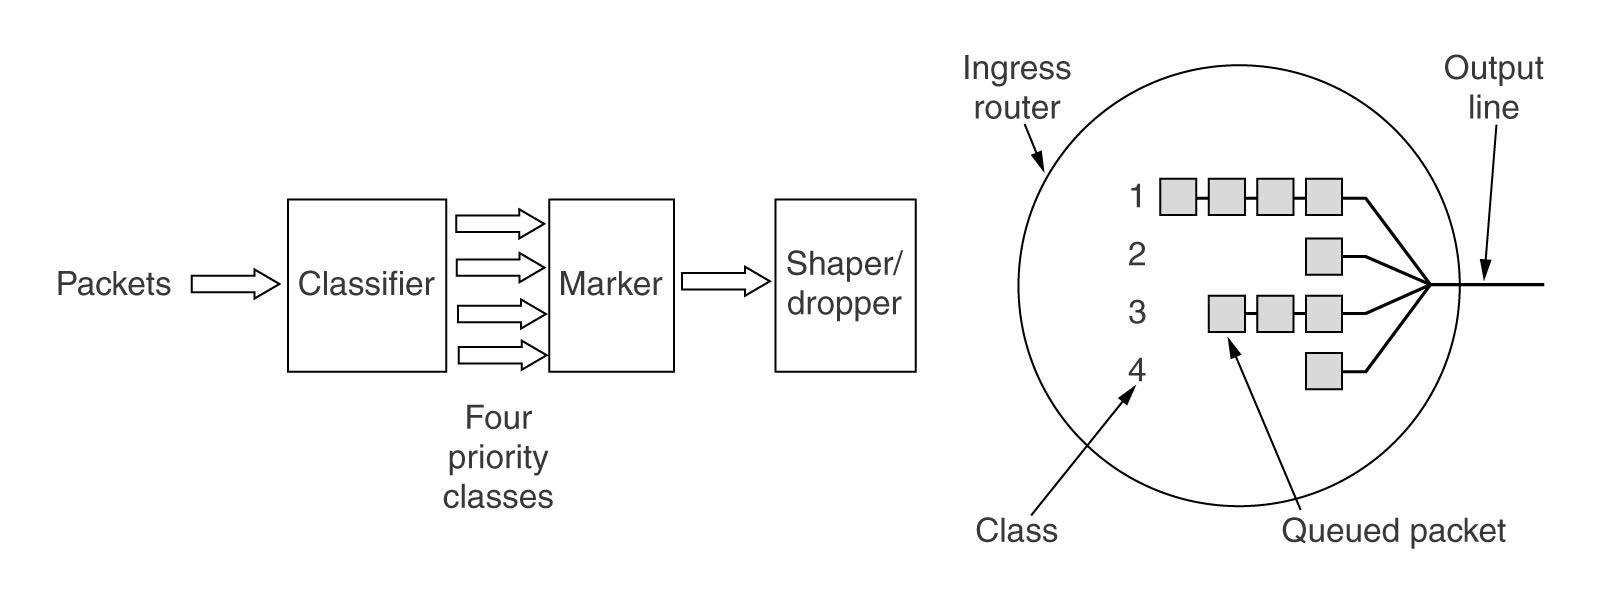 Packets
Classifier
Four
priority
classes
Marker
Shaper/
dropper
Ingress
router
Output
line
1
2
3
4
Class
Queued packet